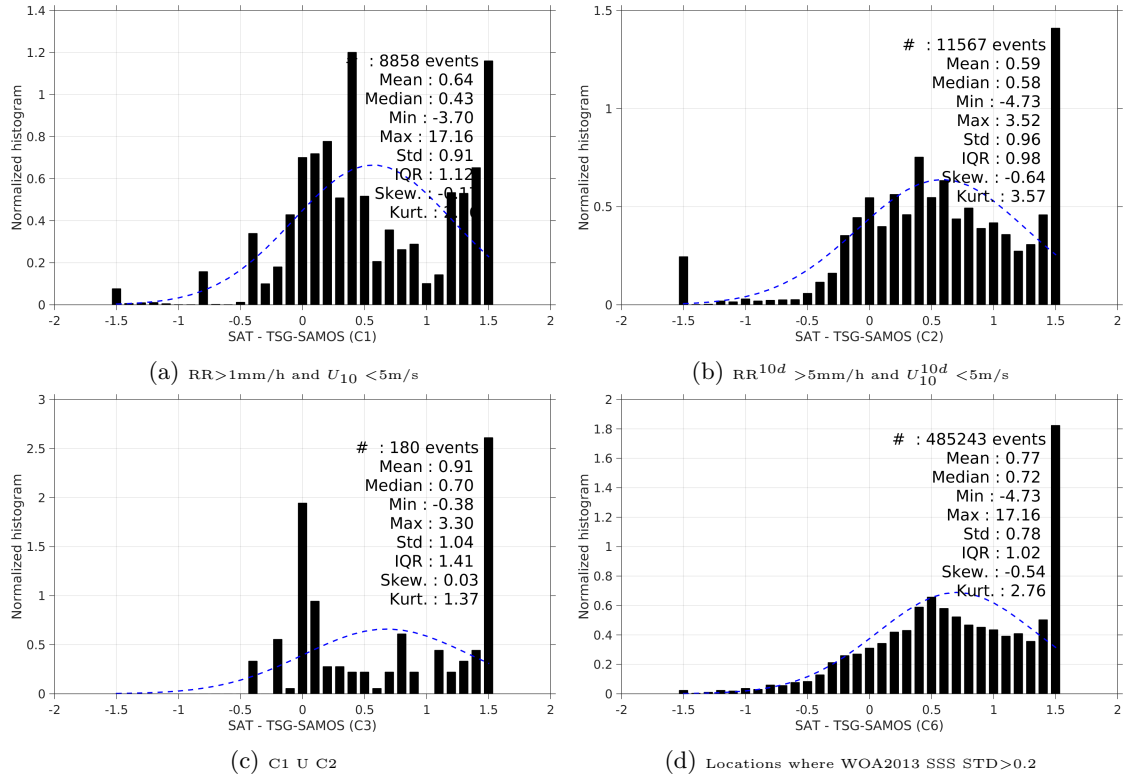 1.4
1.2
1
0.8
0.6
0.4
0.2
0
-2
-1.5
-1
-0.5
0
0.5
1
1.5
2
Normalized histogram
SAT - TSG-SAMOS (C1)
: 8858 events
Mean : 0.64
Median : 0.43
Min : -3.70
Max : 17.16
Std : 0.91
IQR : 1.12
Skew. : -0.17
Kurt. :
(a) RR>1mm/h and U10 <5m/s
1.5
1
0.5
0
-2
-1.5
-1
-0.5
0
0.5
1
1.5
2
Normalized histogram
SAT - TSG-SAMOS (C2)
# : 11567 events
Mean : 0.59
Median : 0.58
Min : -4.73
Max : 3.52
Std : 0.96
IQR : 0.98
Skew. : -0.64
Kurt. : 3.57
(b) RR10d >5mm/h and U10d10 <5m/s
3
2.5
2
1.5
1
0.5
0
-2
-1.5
-1
-0.5
0
0.5
1
1.5
2
Normalized histogram
SAT - TSG-SAMOS (C3)
# : 180 events
Mean : 0.91
Median : 0.70
Min : -0.38
Max : 3.30
Std : 1.04
IQR : 1.41
Skew. : 0.03
Kurt. : 1.37
(c) C1 U C2
2
1.8
1.6
1.4
1.2
1
0.8
0.6
0.4
0.2
0
-2
-1.5
-1
-0.5
0
0.5
1
1.5
2
Normalized histogram
SAT - TSG-SAMOS (C6)
# : 485243 events
Mean : 0.77
Median : 0.72
Min : -4.73
Max : 17.16
Std : 0.78
IQR : 1.02
Skew. : -0.54
Kurt. : 2.76
(d) Locations where WOA2013 SSS STD>0.2